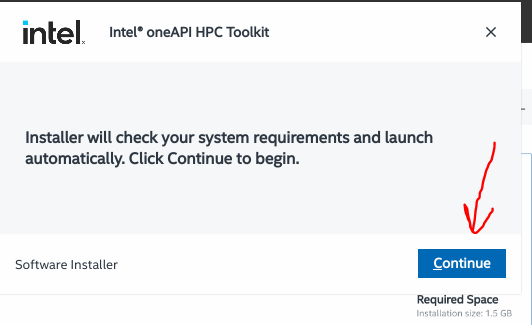 intel. Intel® oneAPI HPC Toolkit
Installer will check your system requirements and launch
automatically. Click Continue to begin.
Software Installer
Continue
Required Space
Installation size: 1.5 GB